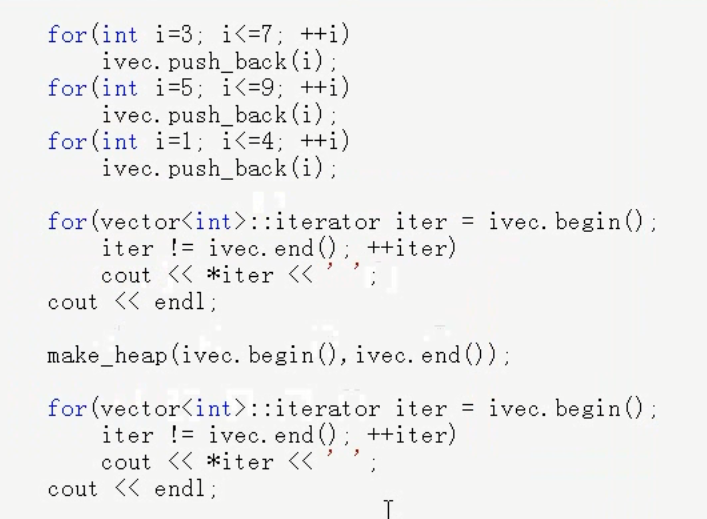 for(int i=3; i<=7; ++i)
ivec.push_back(i);
for(int i=5; i<=9; ++i)
ivec.push_back(i);
for(int i=1; i<=4; ++i)
ivec.push_back(i);
for(vector<int>::iterator iter = ivec.begin();
iter != ivec.end(); ++iter)
cout << *iter << ' ';
cout << endl;
make_heap(ivec.begin(),ivec.end());
for(vector<int>::iterator iter = ivec.begin();
iter != ivec.end(); ++iter)
cout << *iter << ' ';
cout << endl;